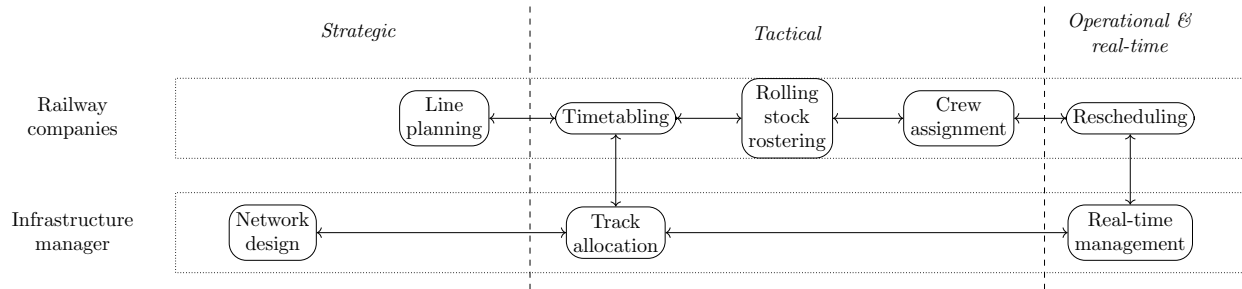 Strategic
Tactical
Operational &
real-time
Railway
companies
Line
planning
Timetabling
Rolling
stock
rostering
Crew
assignment
Rescheduling
Infrastructure
manager
Network
design
Track
allocation
Real-time
management